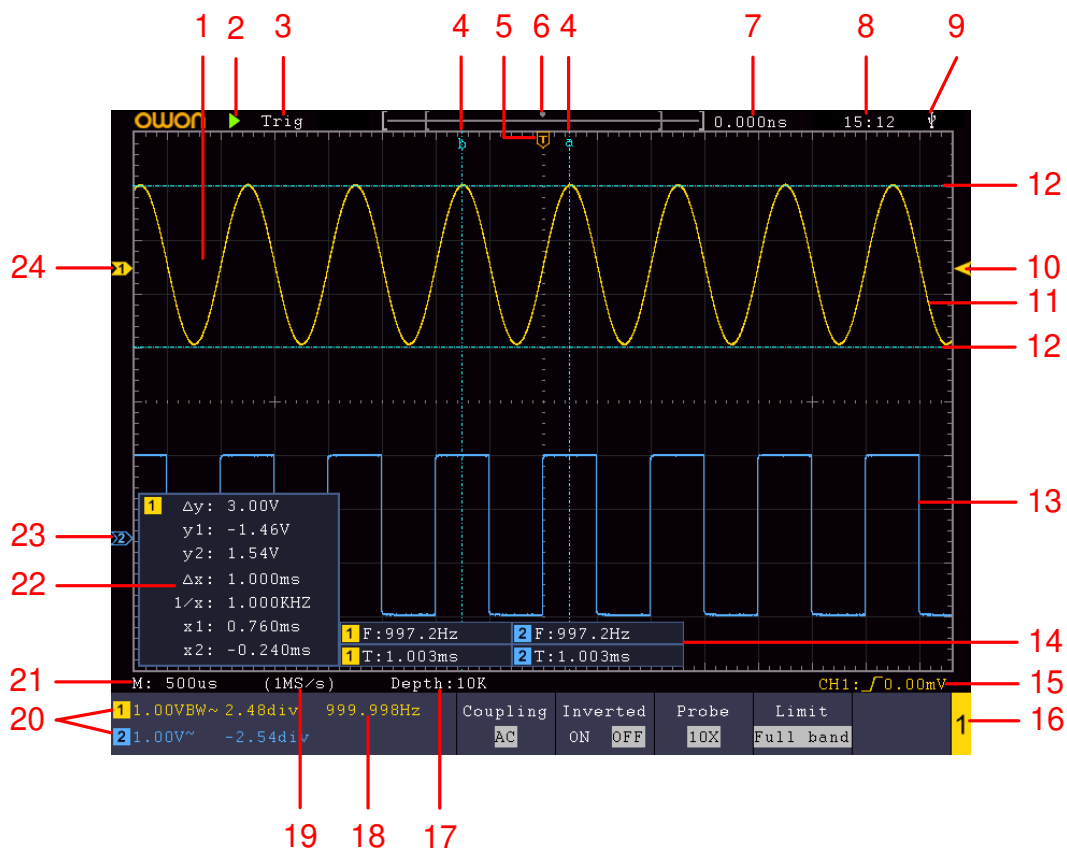 1 2 3 4 5 6 4 7 8 9
owon Trig 0.000ns 15:12
b T a
12
24 1 10
11
12
1 Δy: 3.00V
13
y1: -1.46V
23 2 y2: 1.54V
22 Δx: 1.000ms
1/x: 1.000KHZ
x1: 0.760ms 1 F:997.2Hz 2 F:997.2Hz
14
x2: -0.240ms 1 T:1.003ms 2 T:1.003ms
21 M: 500us (1MS/s) Depth:10K CH1: 0.00mV 15
20 1 1.00VBW~ 2.48div 999.998Hz Coupling Inverted Probe Limit 1 16
2 1.00V~ -2.54div AC ON OFF 10X Full band
19 18 17